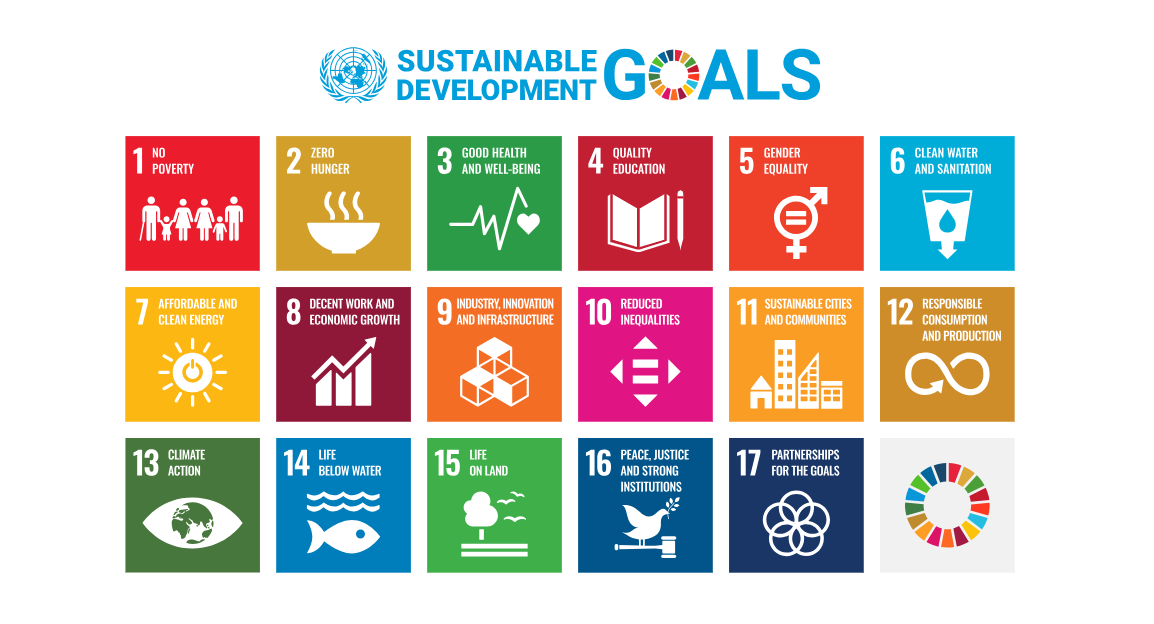 SUSTAINABLE
DEVELOPMENT
GOALS
1 NO
POVERTY
2 ZERO
HUNGER
3 GOOD HEALTH
AND WELL-BEING
4 QUALITY
EDUCATION
5 GENDER
EQUALITY
6 CLEAN WATER
AND SANITATION
7 AFFORDABLE AND
CLEAN ENERGY
8 DECENT WORK AND
ECONOMIC GROWTH
9 INDUSTRY, INNOVATION
AND INFRASTRUCTURE
10 REDUCED
INEQUALITIES
11 SUSTAINABLE CITIES
AND COMMUNITIES
12 RESPONSIBLE
CONSUMPTION
AND PRODUCTION
13 CLIMATE
ACTION
14 LIFE
BELOW WATER
15 LIFE
ON LAND
16 PEACE, JUSTICE
AND STRONG
INSTITUTIONS
17 PARTNERSHIPS
FOR THE GOALS